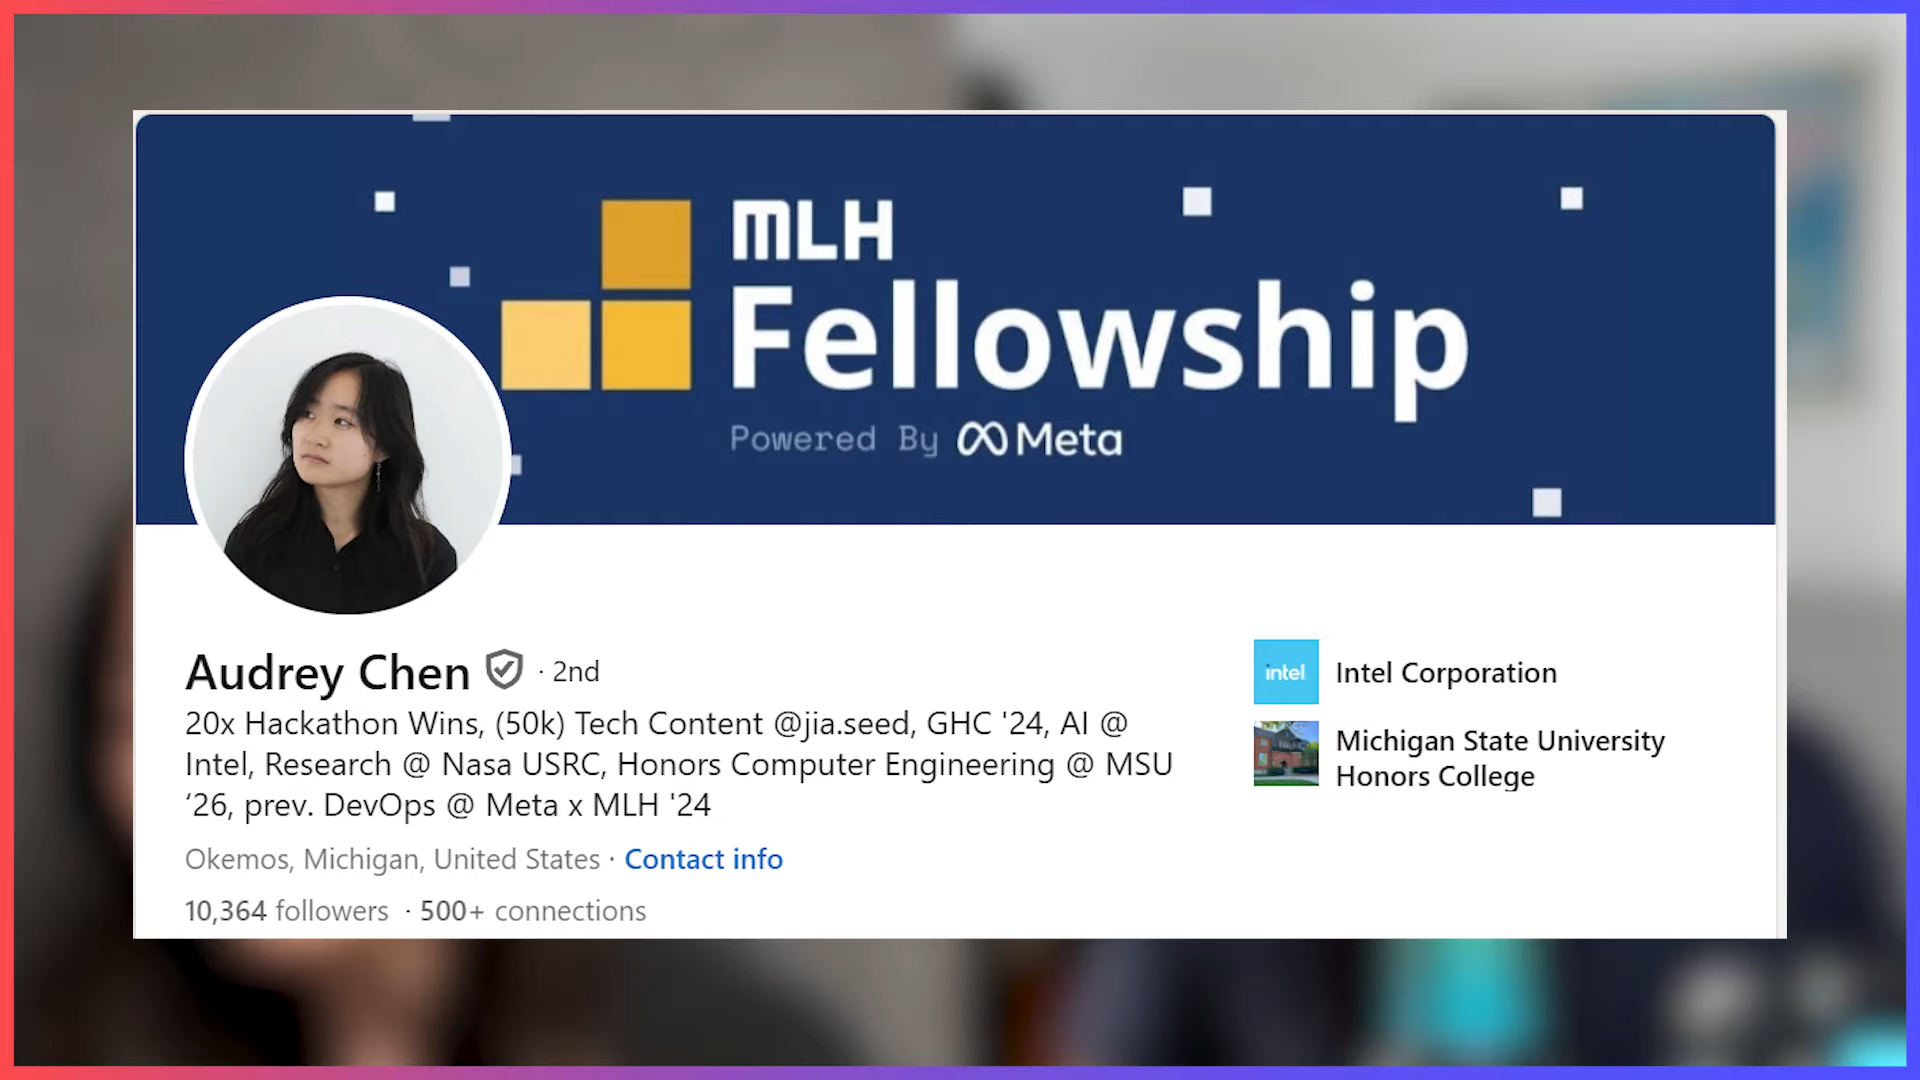 MLH
Fellowship
Powered By Meta
Audrey Chen · 2nd
20x Hackathon Wins, (50k) Tech Content @jia.seed, GHC '24, AI @
Intel, Research @ Nasa USRC, Honors Computer Engineering @ MSU
‘26, prev. DevOps @ Meta x MLH '24
Okemos, Michigan, United States · Contact info
10,364 followers · 500+ connections
intel
Intel Corporation
Michigan State University
Honors College